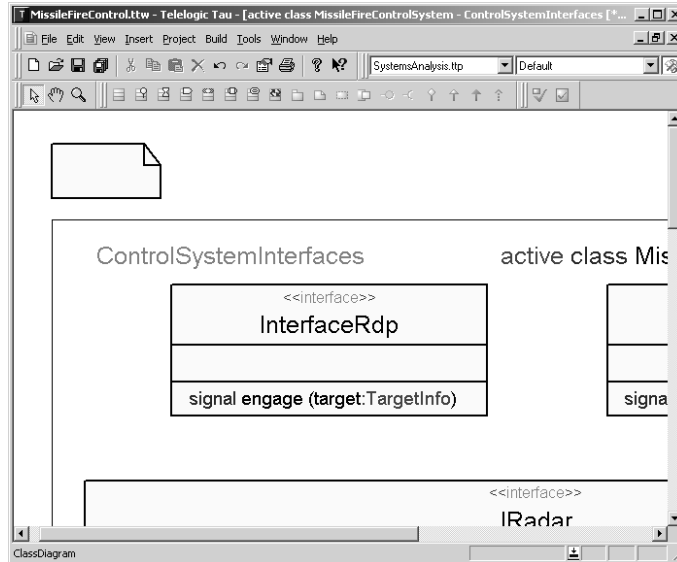 MissileFireControl.ttw - Telelogic Tau - [active class MissileFireControlSystem - ControlSystemInterfaces [*...
File Edit View Insert Project Build Tools Window Help
SystemsAnalysis.ttp Default
ControlSystemInterfaces active class Mis
<<interface>>
InterfaceRdp
signal engage (target:TargetInfo) signa
<<interface>>
IRadar
ClassDiagram